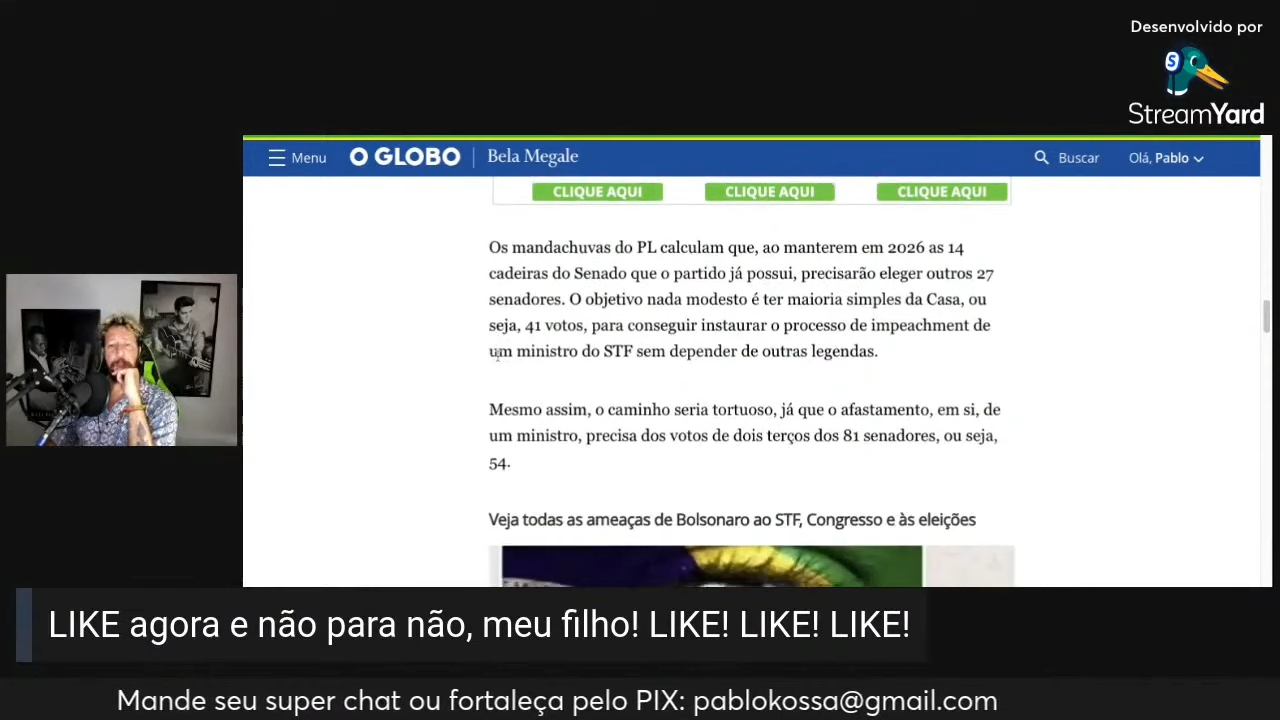 Desenvolvido por
StreamYard
Menu
O GLOBO
Bela Megale
Buscar
Olá, Pablo
CLIQUE AQUI
CLIQUE AQUI
CLIQUE AQUI
Os mandachuvas do PL calculam que, ao manterem em 2026 as 14
cadeiras do Senado que o partido já possui, precisarão eleger outros 27
senadores. O objetivo nada modesto é ter maioria simples da Casa, ou
seja, 41 votos, para conseguir instaurar o processo de impeachment de
um ministro do STF sem depender de outras legendas.
Mesmo assim, o caminho seria tortuoso, já que o afastamento, em si, de
um ministro, precisa dos votos de dois terços dos 81 senadores, ou seja,
54.
Veja todas as ameaças de Bolsonaro ao STF, Congresso e às eleições
LIKE agora e não para não, meu filho! LIKE! LIKE! LIKE!
Mande seu super chat ou fortaleça pelo PIX: pablokossa@gmail.com